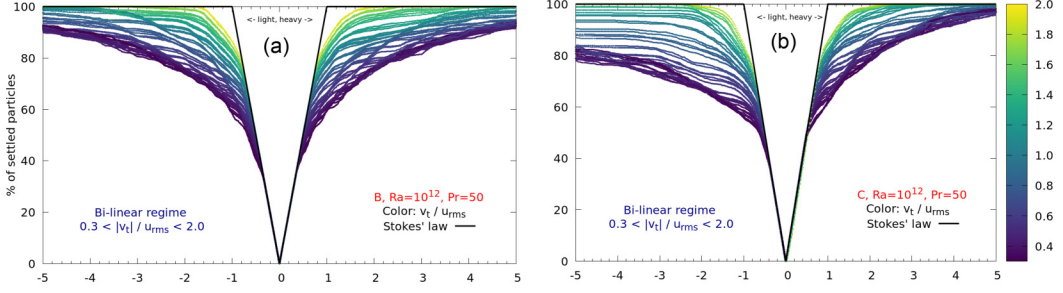 100
80
60
40
20
0
% of settled particles
<- light, heavy ->
(a)
B, Ra=10^12, Pr=50
Color: v_t / u_rms
Stokes' law
Bi-linear regime
0.3 < |v_t| / u_rms < 2.0
-5 -4 -3 -2 -1 0 1 2 3 4 5
100
80
60
40
20
0
<- light, heavy ->
(b)
C, Ra=10^12, Pr=50
Color: v_t / u_rms
Stokes' law
Bi-linear regime
0.3 < |v_t| / u_rms < 2.0
-5 -4 -3 -2 -1 0 1 2 3 4 5
2.0
1.8
1.6
1.4
1.2
1.0
0.8
0.6
0.4